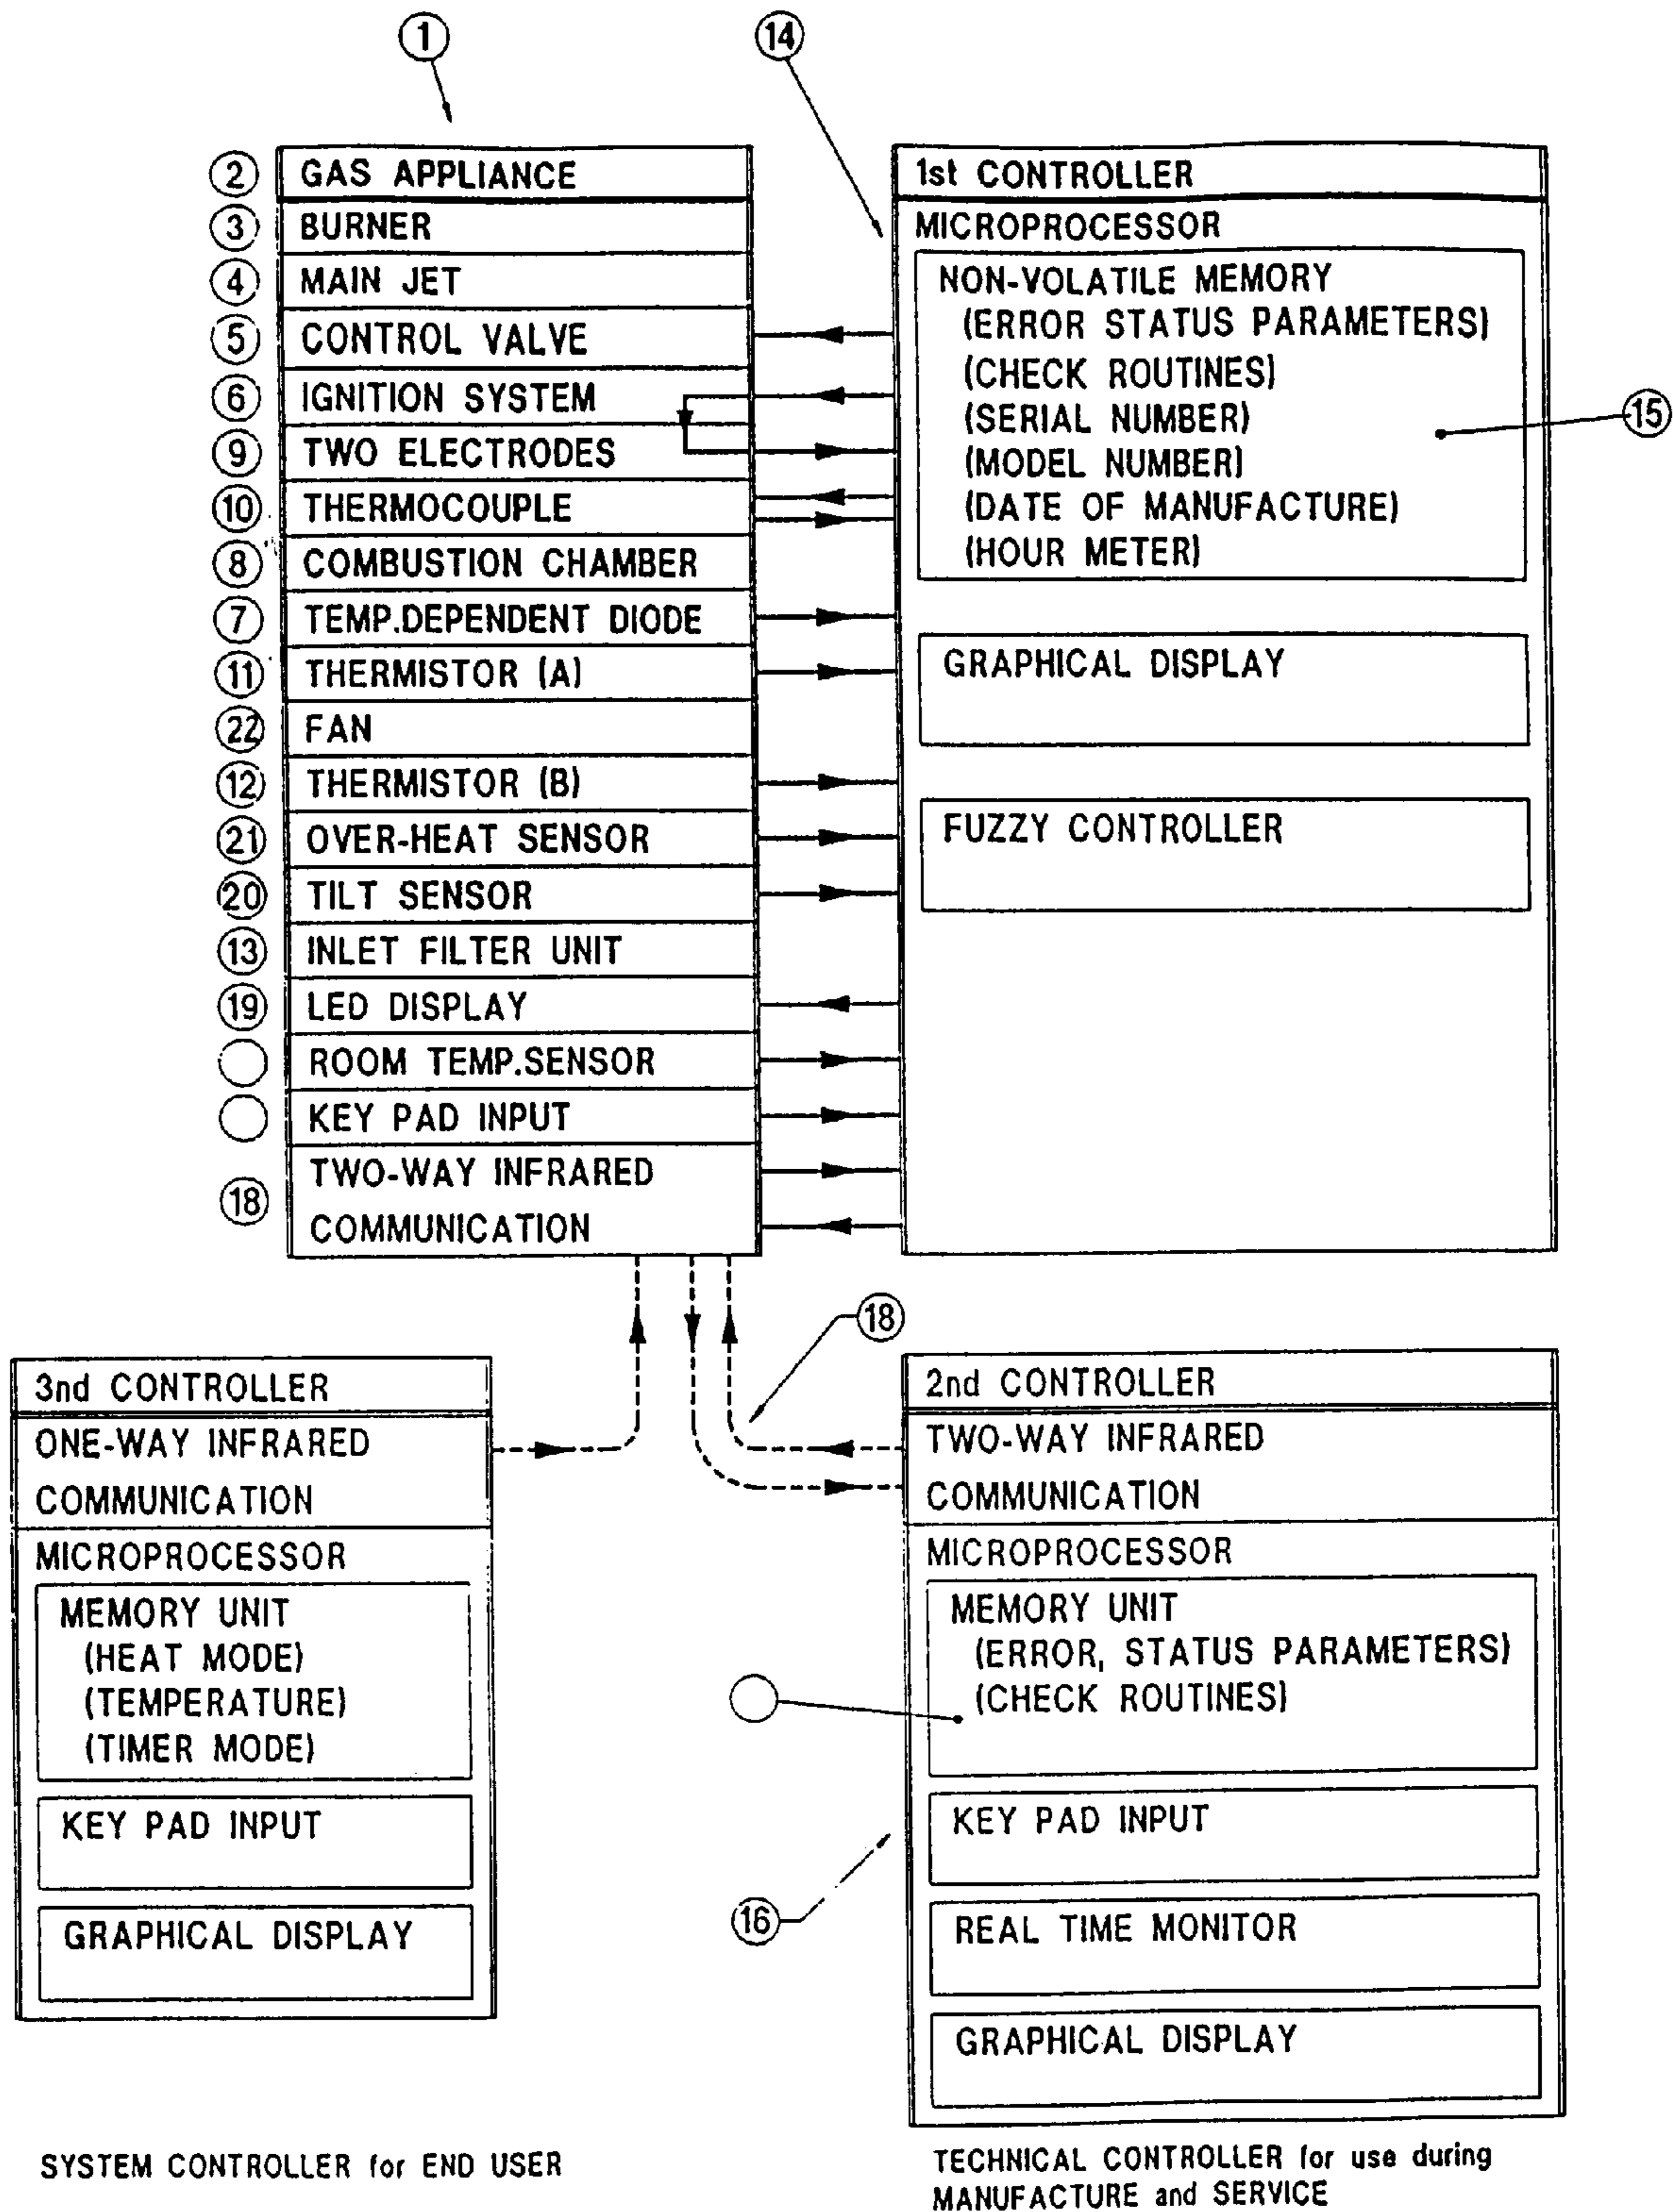 1
14
2 GAS APPLIANCE
3 BURNER
4 MAIN JET
5 CONTROL VALVE
6 IGNITION SYSTEM
9 TWO ELECTRODES
10 THERMOCOUPLE
8 COMBUSTION CHAMBER
7 TEMP.DEPENDENT DIODE
11 THERMISTOR (A)
22 FAN
12 THERMISTOR (B)
21 OVER-HEAT SENSOR
20 TILT SENSOR
13 INLET FILTER UNIT
19 LED DISPLAY
ROOM TEMP.SENSOR
KEY PAD INPUT
18
TWO-WAY INFRARED
COMMUNICATION
1st CONTROLLER
MICROPROCESSOR
NON-VOLATILE MEMORY
(ERROR STATUS PARAMETERS)
(CHECK ROUTINES)
(SERIAL NUMBER)
(MODEL NUMBER)
(DATE OF MANUFACTURE)
(HOUR METER)
15
GRAPHICAL DISPLAY
FUZZY CONTROLLER
18
3nd CONTROLLER
ONE-WAY INFRARED
COMMUNICATION
MICROPROCESSOR
MEMORY UNIT
(HEAT MODE)
(TEMPERATURE)
(TIMER MODE)
KEY PAD INPUT
GRAPHICAL DISPLAY
SYSTEM CONTROLLER for END USER
2nd CONTROLLER
TWO-WAY INFRARED
COMMUNICATION
MICROPROCESSOR
MEMORY UNIT
(ERROR, STATUS PARAMETERS)
(CHECK ROUTINES)
KEY PAD INPUT
16
REAL TIME MONITOR
GRAPHICAL DISPLAY
TECHNICAL CONTROLLER for use during
MANUFACTURE and SERVICE